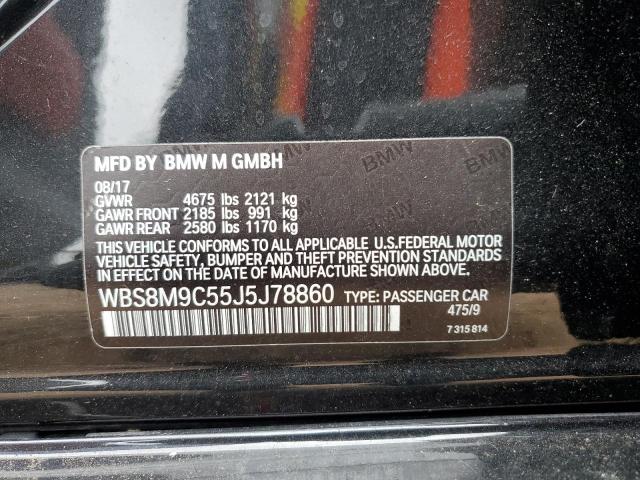 MFD BY BMW M GMBH
08/17
GVWR 4675 lbs 2121 kg
GAWR FRONT 2185 lbs 991 kg
GAWR REAR 2580 lbs 1170 kg
THIS VEHICLE CONFORMS TO ALL APPLICABLE U.S.FEDERAL MOTOR
VEHICLE SAFETY, BUMPER AND THEFT PREVENTION STANDARDS
IN EFFECT ON THE DATE OF MANUFACTURE SHOWN ABOVE.
WBS8M9C55J5J78860 TYPE: PASSENGER CAR
475/9
7 315 814
BMW
BMW